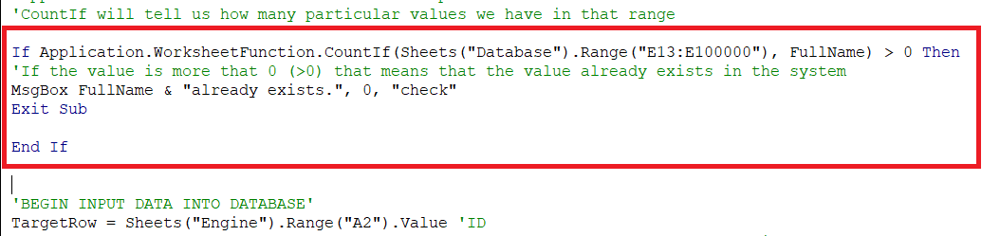 'CountIf will tell us how many particular values we have in that range
If Application.WorksheetFunction.CountIf(Sheets("Database").Range("E13:E100000"), FullName) > 0 Then
'If the value is more that 0 (>0) that means that the value already exists in the system
MsgBox FullName & "already exists.", 0, "check"
Exit Sub
End If
'BEGIN INPUT DATA INTO DATABASE'
TargetRow = Sheets("Engine").Range("A2").Value 'ID